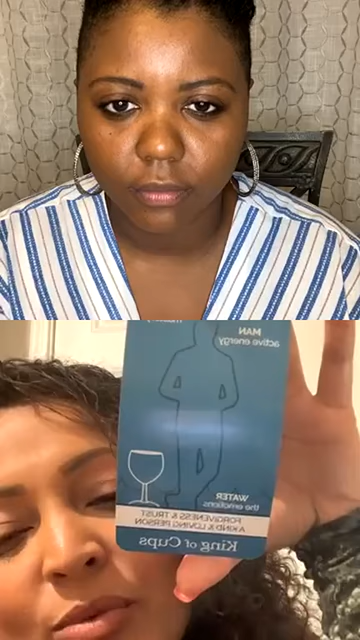 MAN
active energy
WATER
the emotions
FORGIVENESS & TRUST
A KIND & LOVING PERSON
King of Cups